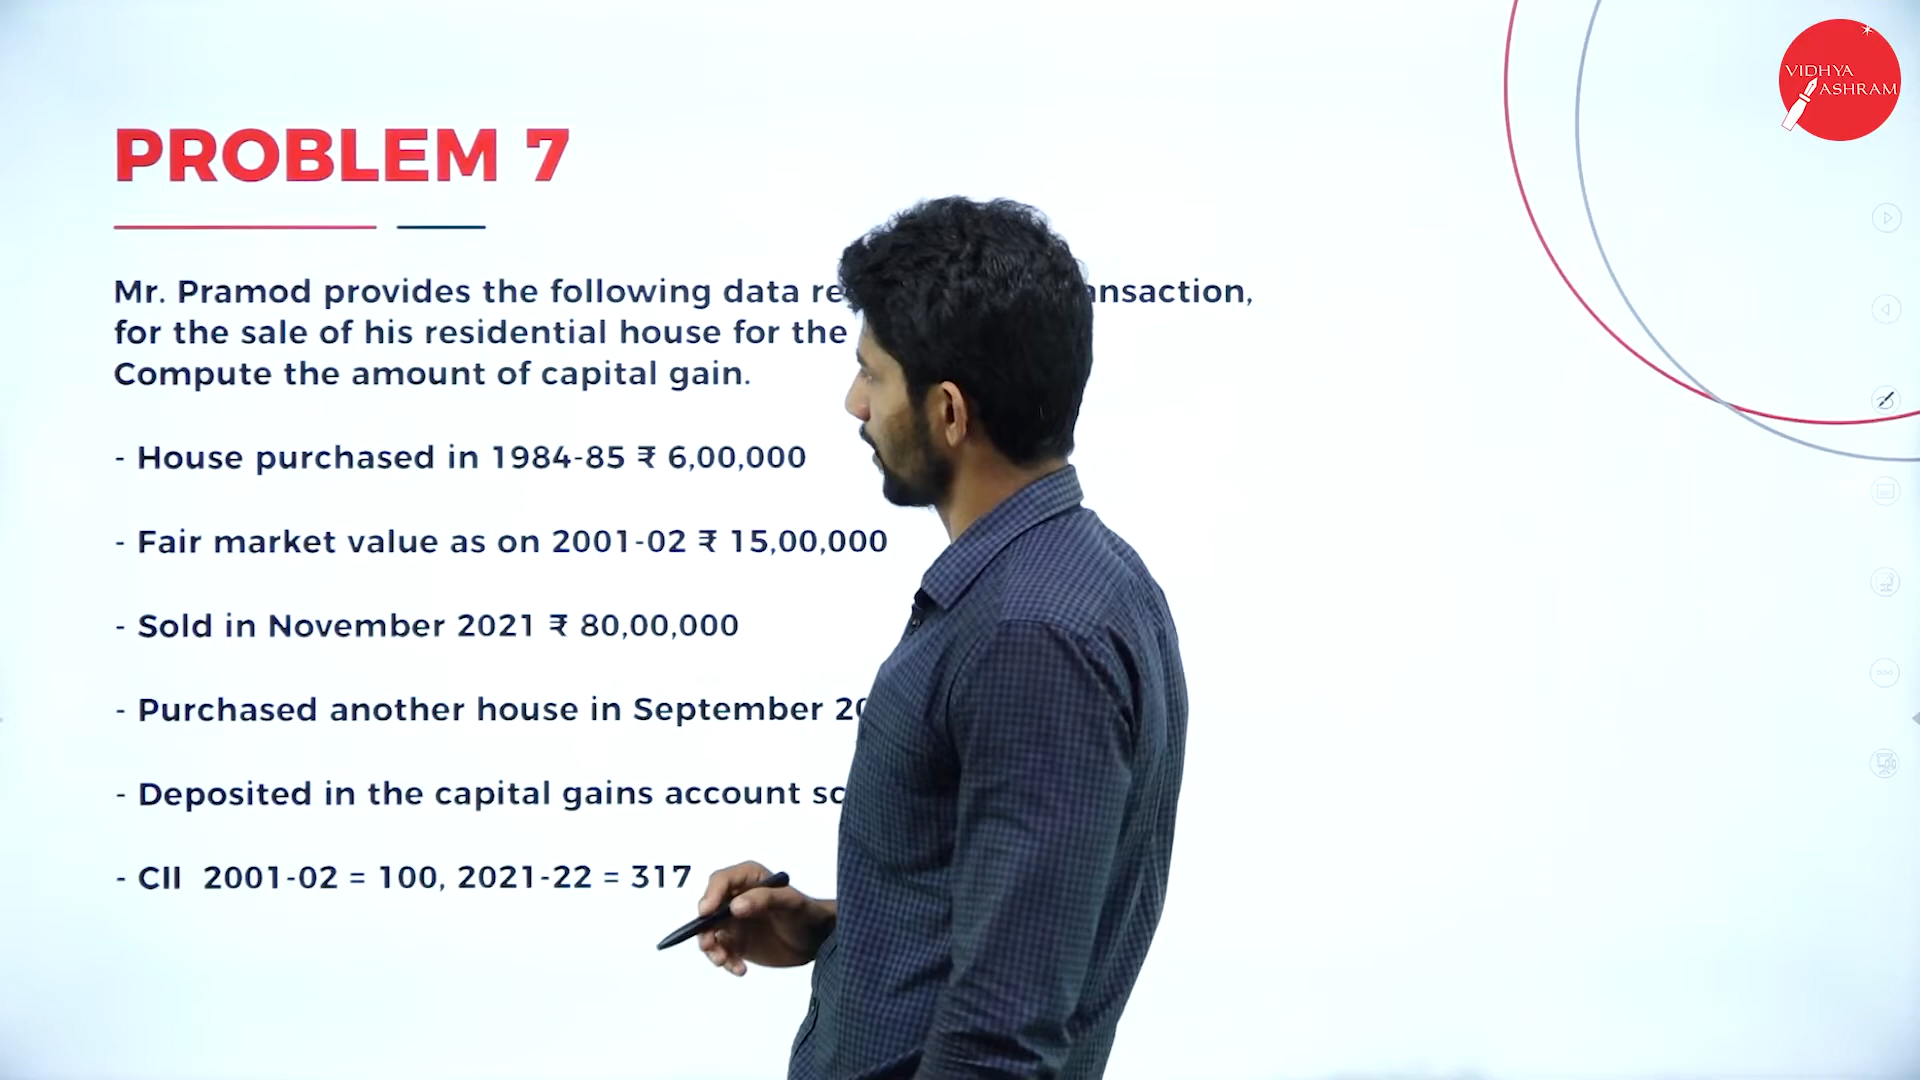 VIDHYA
ASHRAM
PROBLEM 7
Mr. Pramod provides the following data
for the sale of his residential house for the
Compute the amount of capital gain.
- House purchased in 1984-85 ₹ 6,00,000
- Fair market value as on 2001-02 ₹ 15,00,000
- Sold in November 2021 ₹ 80,00,000
- Purchased another house in September
- Deposited in the capital gains account
- CII 2001-02 = 100, 2021-22 = 317